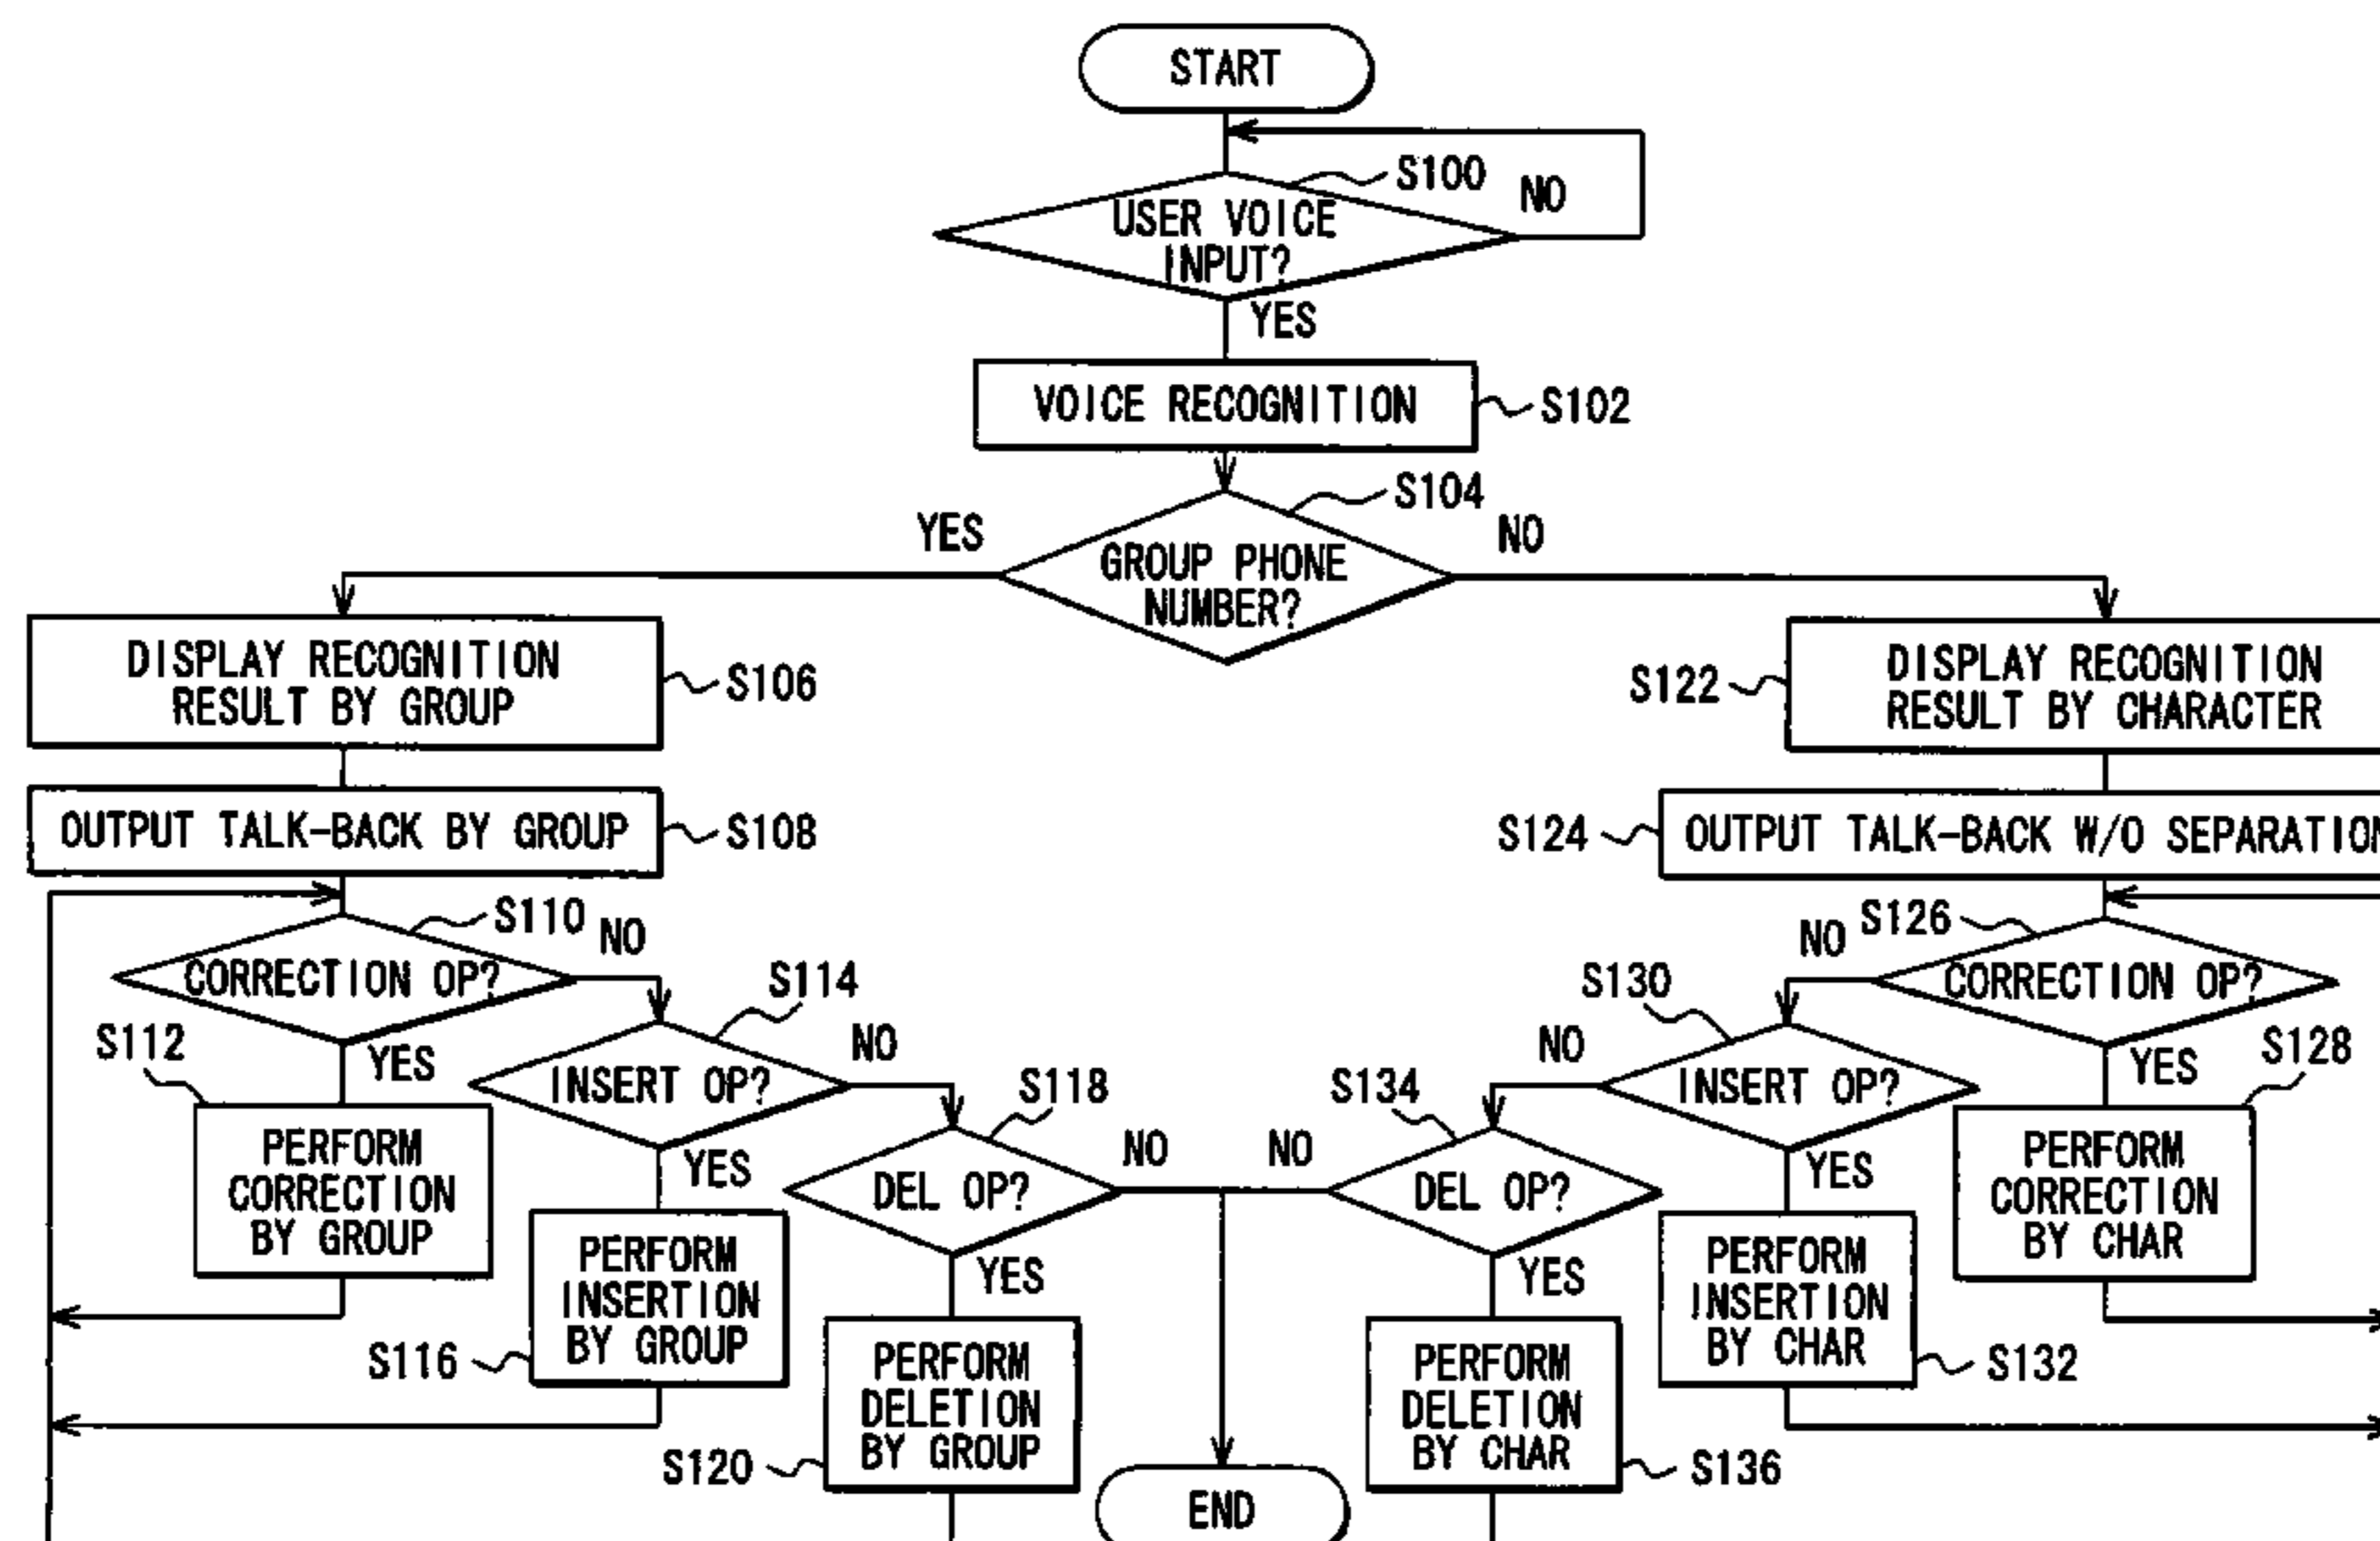 START
S100
NO
USER VOICE
INPUT?
YES
VOICE RECOGNITION
S102
S104
YES
NO
GROUP PHONE
NUMBER?
DISPLAY RECOGNITION
RESULT BY GROUP
S106
S122
DISPLAY RECOGNITION
RESULT BY CHARACTER
OUTPUT TALK-BACK BY GROUP
S108
S124
OUTPUT TALK-BACK W/O SEPARATION
S110
NO
CORRECTION OP?
S112
YES
PERFORM
CORRECTION
BY GROUP
S114
NO
INSERT OP?
YES
PERFORM
INSERTION
BY GROUP
S116
S118
NO
DEL OP?
YES
PERFORM
DELETION
BY GROUP
S120
S126
NO
CORRECTION OP?
YES
S128
PERFORM
CORRECTION
BY CHAR
S130
NO
INSERT OP?
YES
PERFORM
INSERTION
BY CHAR
S132
S134
NO
DEL OP?
YES
PERFORM
DELETION
BY CHAR
S136
END